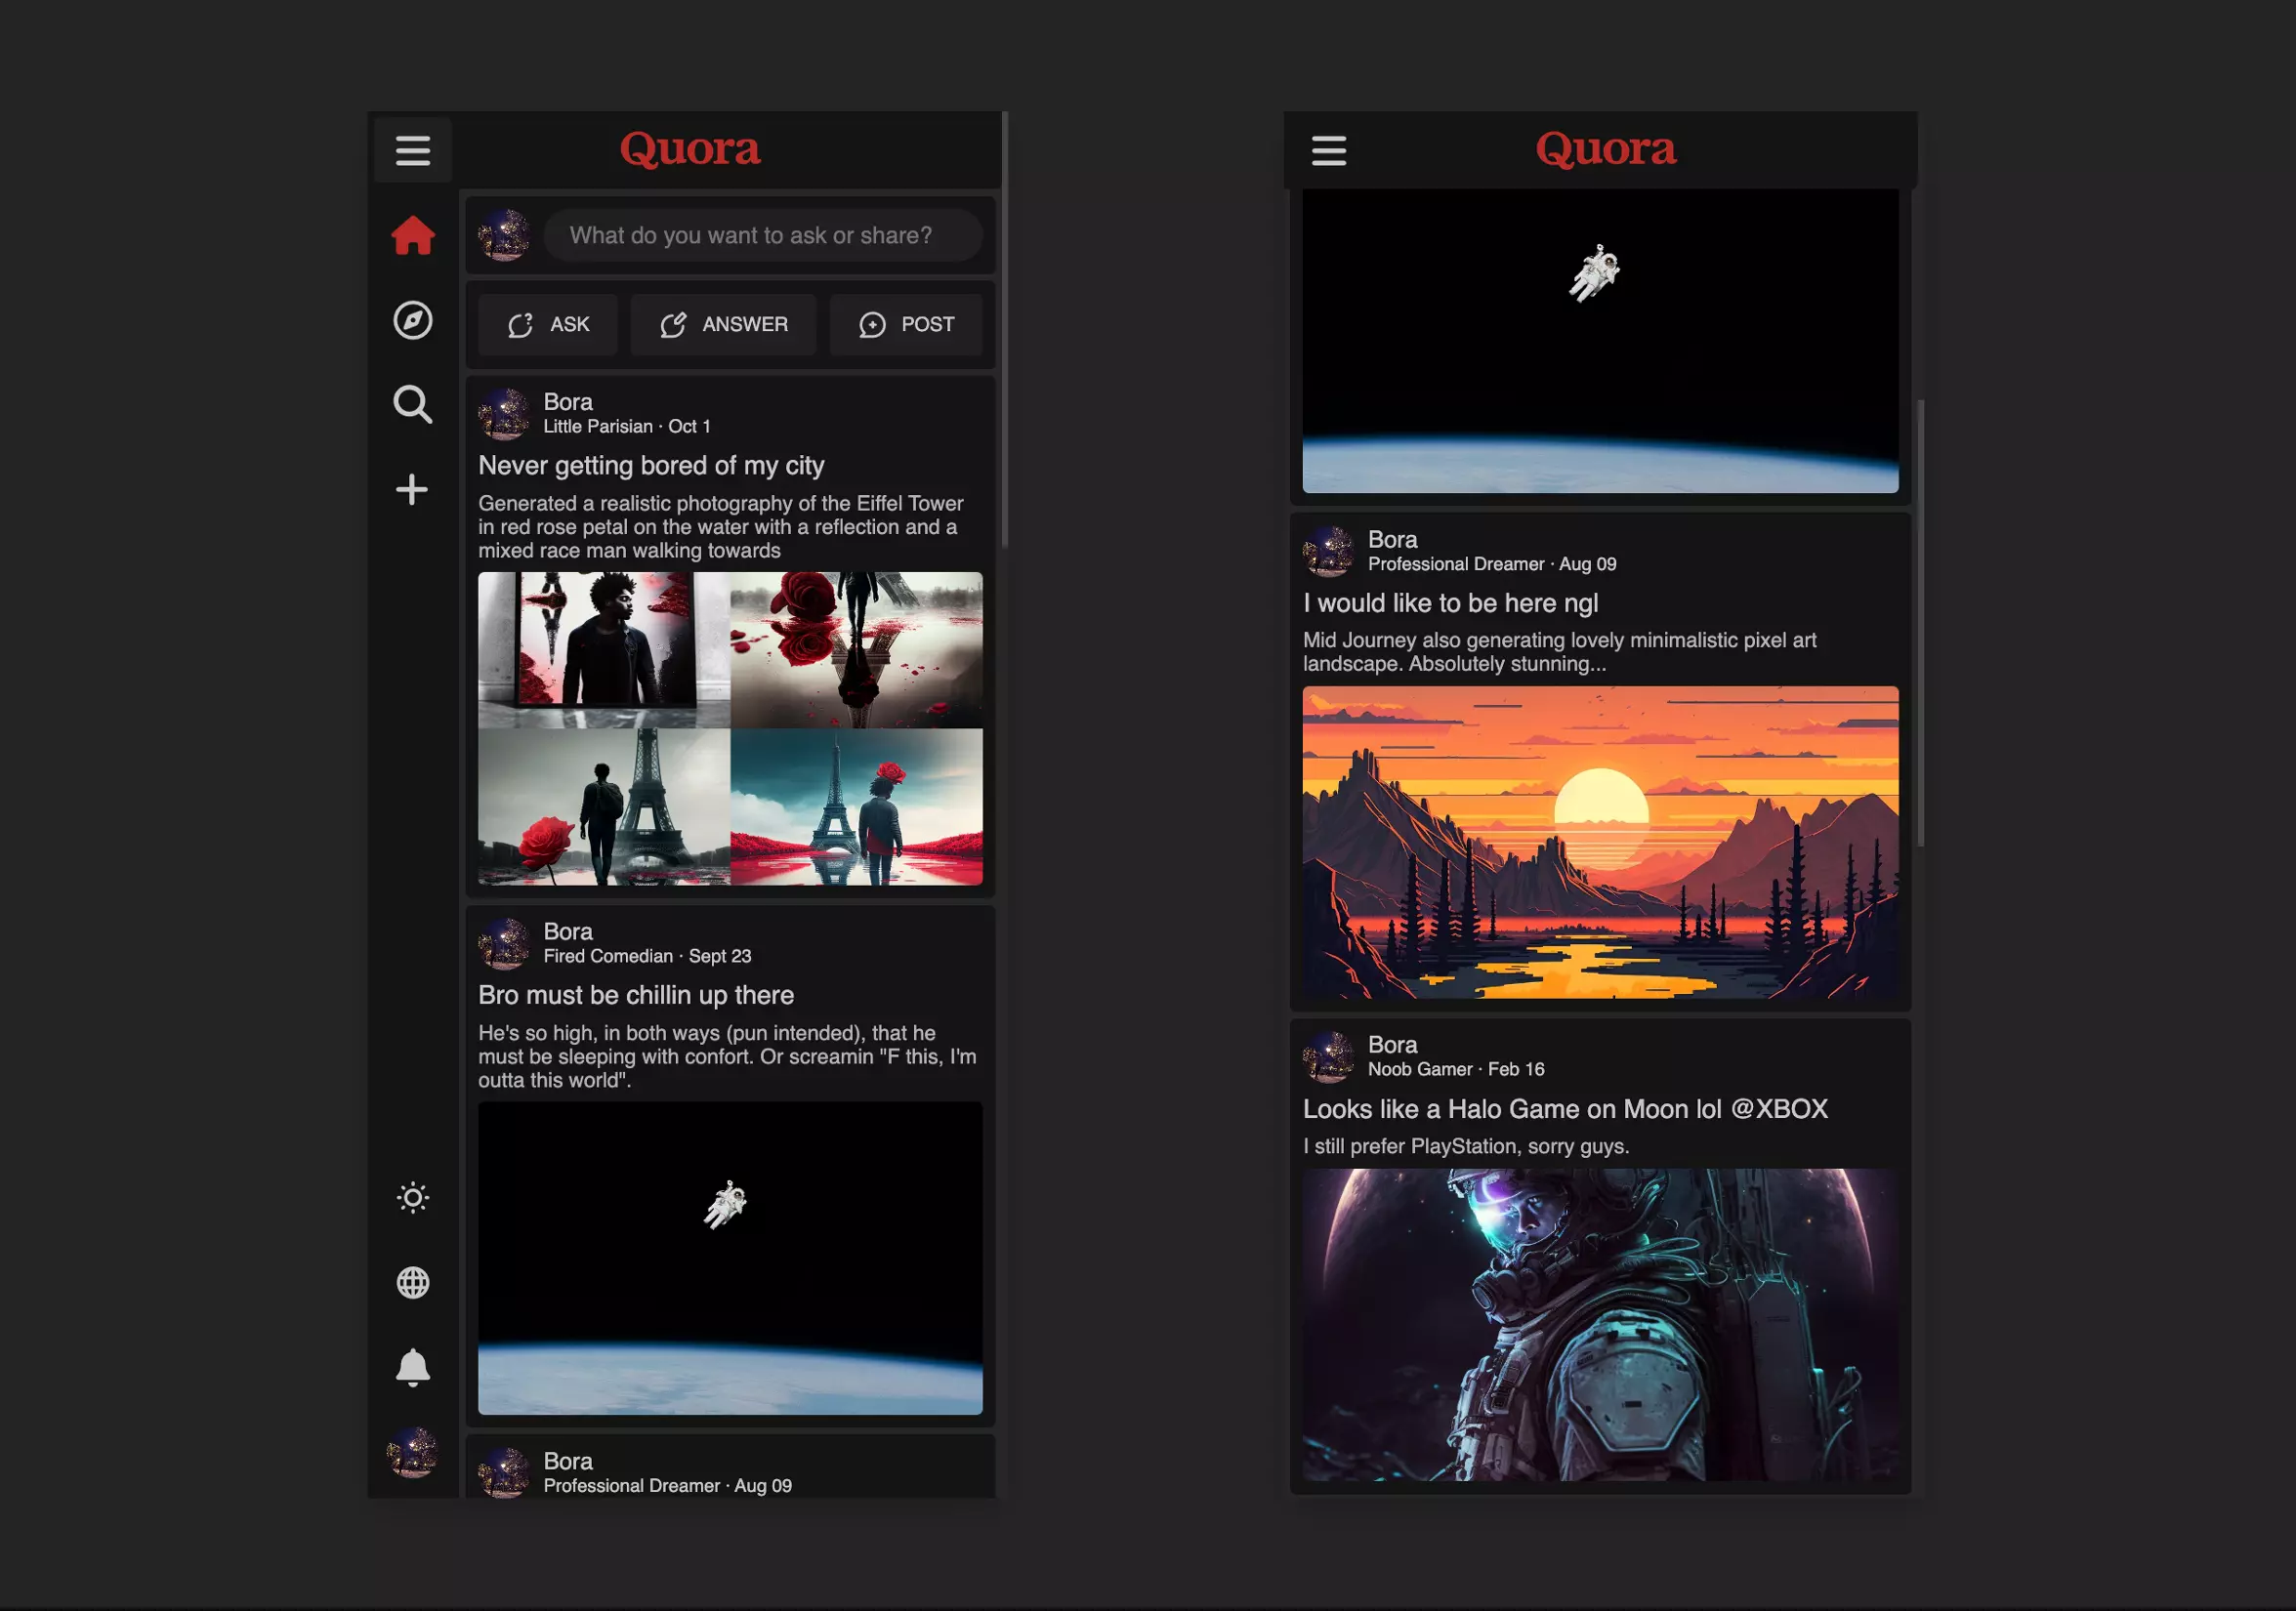 Quora
What do you want to ask or share?
ASK
ANSWER
POST
Bora
Little Parisian · Oct 1
Never getting bored of my city
Generated a realistic photography of the Eiffel Tower
in red rose petal on the water with a reflection and a
mixed race man walking towards
Bora
Fired Comedian · Sept 23
Bro must be chillin up there
He's so high, in both ways (pun intended), that he
must be sleeping with confort. Or screamin "F this, I'm
outta this world".
Bora
Professional Dreamer · Aug 09
Quora
Bora
Professional Dreamer · Aug 09
I would like to be here ngl
Mid Journey also generating lovely minimalistic pixel art
landscape. Absolutely stunning...
Bora
Noob Gamer · Feb 16
Looks like a Halo Game on Moon lol @XBOX
I still prefer PlayStation, sorry guys.